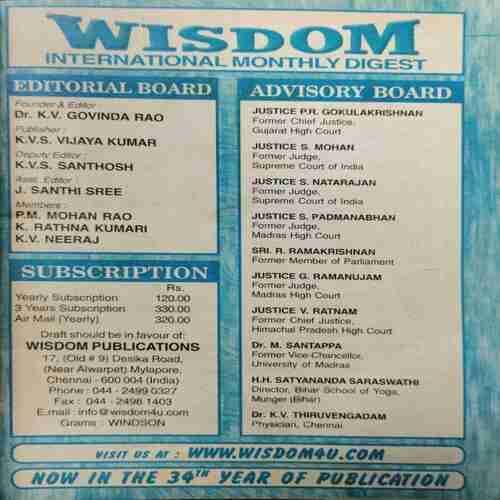 WISDOM
INTERNATIONAL MONTHLY DIGEST
EDITORIAL BOARD
Founder & Editor :
Dr. K.V. GOVINDA RAO
Publisher :
K.V.S. VIJAYA KUMAR
Deputy Editor :
K.V.S. SANTHOSH
Asst. Editor :
J. SANTHI SREE
Members :
P.M. MOHAN RAO
K. RATHNA KUMARI
K.V. NEERAJ
SUBSCRIPTION
Rs.
Yearly Subscription 120.00
3 Years Subscription 330.00
Air Mail (Yearly) 320.00
Draft should be in favour of:
WISDOM PUBLICATIONS
17, (Old # 9) Desika Road,
(Near Alwarpet) Mylapore,
Chennai - 600 004 (India)
Phone : 044 - 2499 0327
Fax : 044 - 2498 1403
E.mail : info@wisdom4u.com
Grams : WINDSON
ADVISORY BOARD
JUSTICE P.R. GOKULAKRISHNAN
Former Chief Justice,
Gujarat High Court
JUSTICE S. MOHAN
Former Judge,
Supreme Court of India
JUSTICE S. NATARAJAN
Former Judge,
Supreme Court of India
JUSTICE S. PADMANABHAN
Former Judge,
Madras High Court
SRI. R. RAMAKRISHNAN
Former Member of Parliament
JUSTICE G. RAMANUJAM
Former Judge,
Madras High Court
JUSTICE V. RATNAM
Former Chief Justice,
Himachal Pradesh High Court
Dr. M. SANTAPPA
Former Vice-Chancellor,
University of Madras
H.H. SATYANANDA SARASWATHI
Director, Bihar School of Yoga,
Munger (Bihar)
Dr. K.V. THIRUVENGADAM
Physician, Chennai
VISIT US AT : WWW.WISDOM4U.COM
NOW IN THE 34TH YEAR OF PUBLICATION